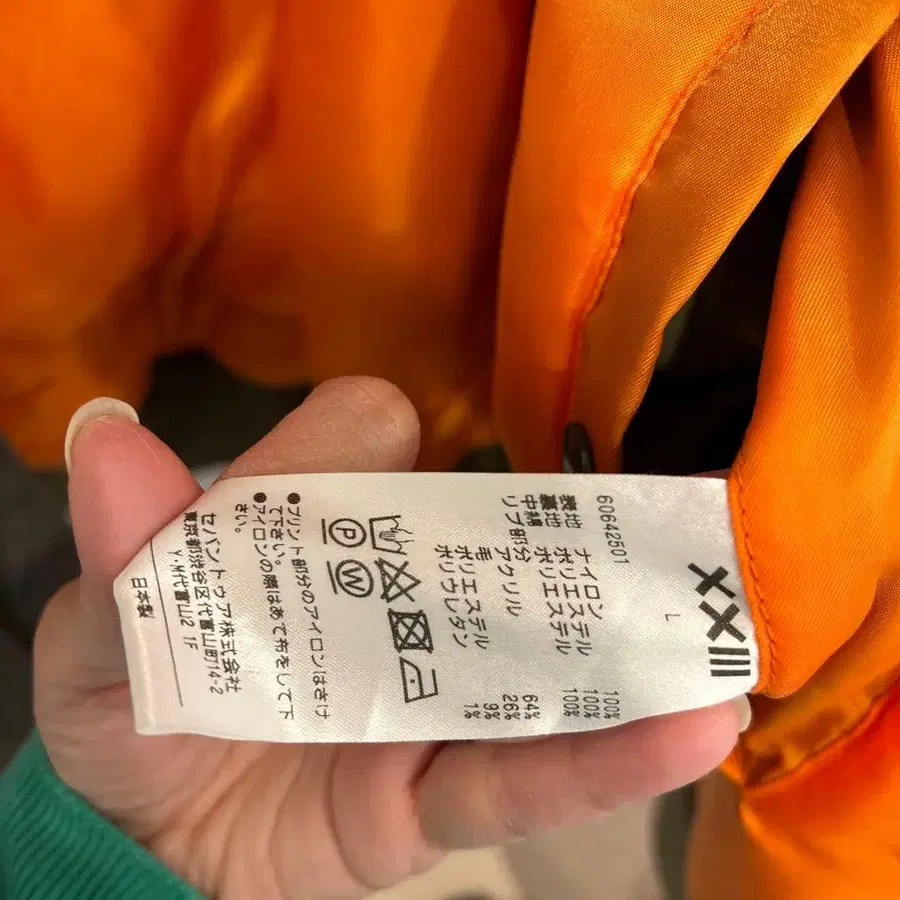 XXIII
L
60642501
表地 ナイロン 100%
裏地 ポリエステル 100%
中綿 ポリエステル 100%
リブ部分 アクリル 64%
毛 26%
ポリエステル 9%
ポリウレタン 1%
P W
●プリント部分のアイロンはさけ
て下さい。
●アイロンの際はあて布をして下
さい。
セバントゥア株式会社
東京都渋谷区代官山町14-2
Y・M代官山2 1F
日本製